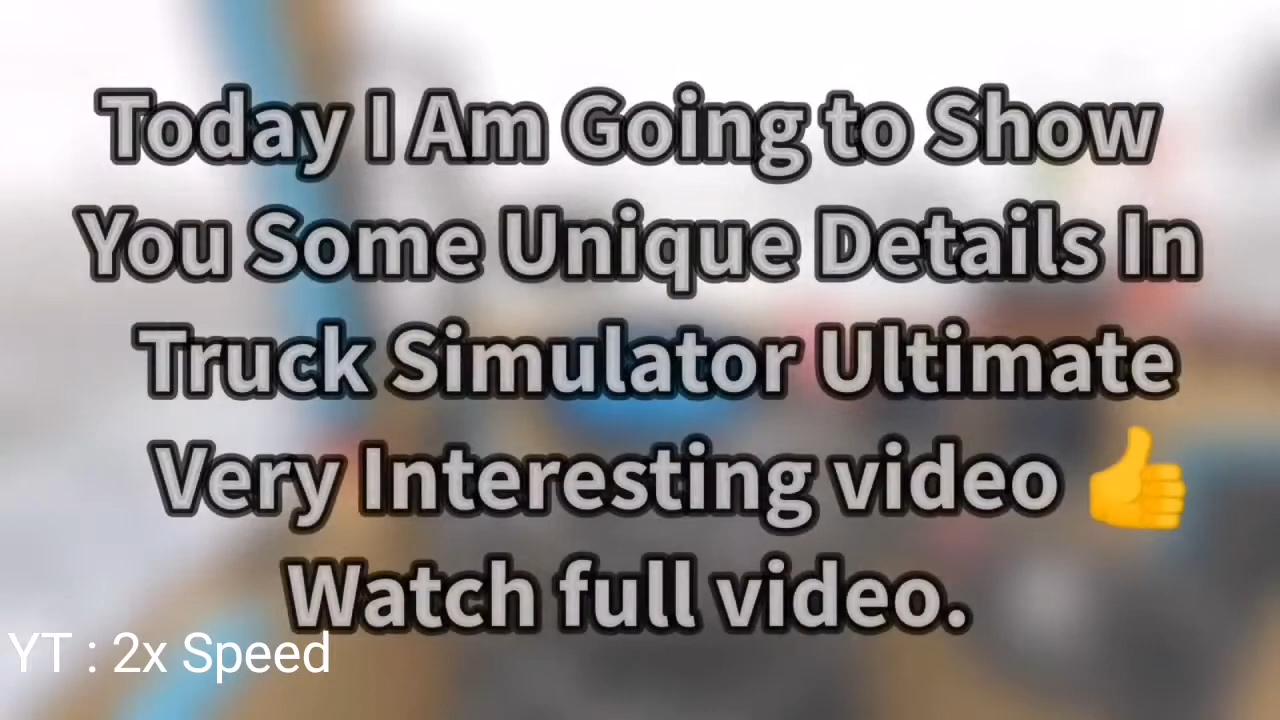 Today I Am Going to Show
You Some Unique Details In
Truck Simulator Ultimate
Very Interesting video 👍
Watch full video.
YT : 2x Speed